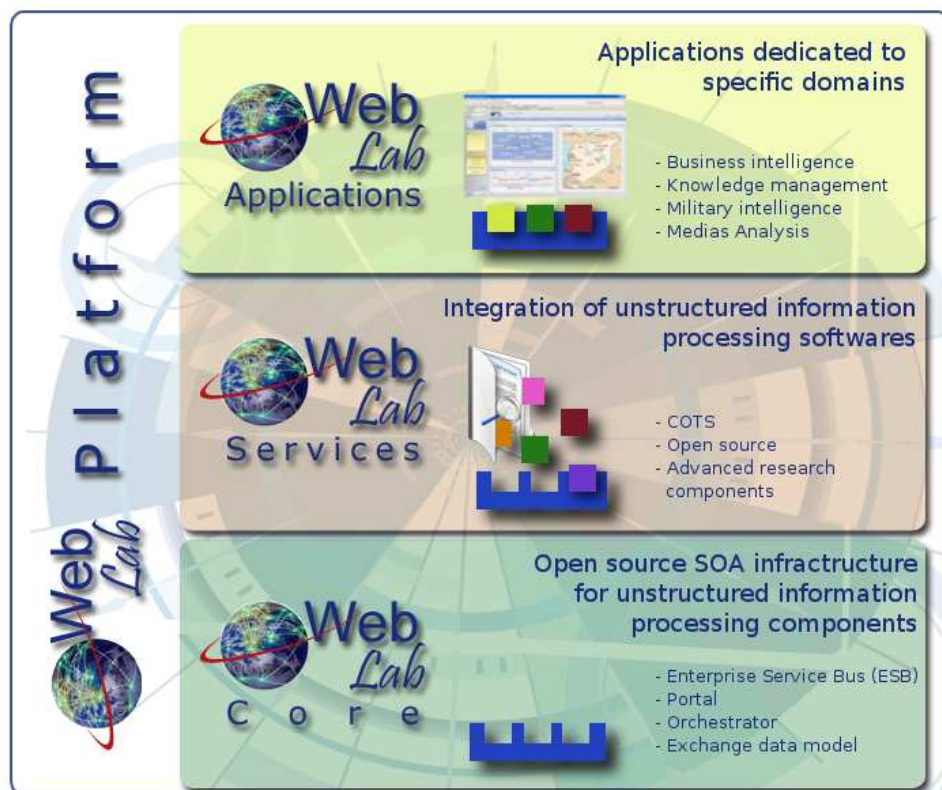 Platform
Web
Lab
Web
Lab
Applications
Applications dedicated to
specific domains
- Business intelligence
- Knowledge management
- Military intelligence
- Medias Analysis
Web
Lab
Services
Integration of unstructured information
processing softwares
- COTS
- Open source
- Advanced research
components
Web
Lab
Core
Open source SOA infractructure
for unstructured information
processing components
- Enterprise Service Bus (ESB)
- Portal
- Orchestrator
- Exchange data model